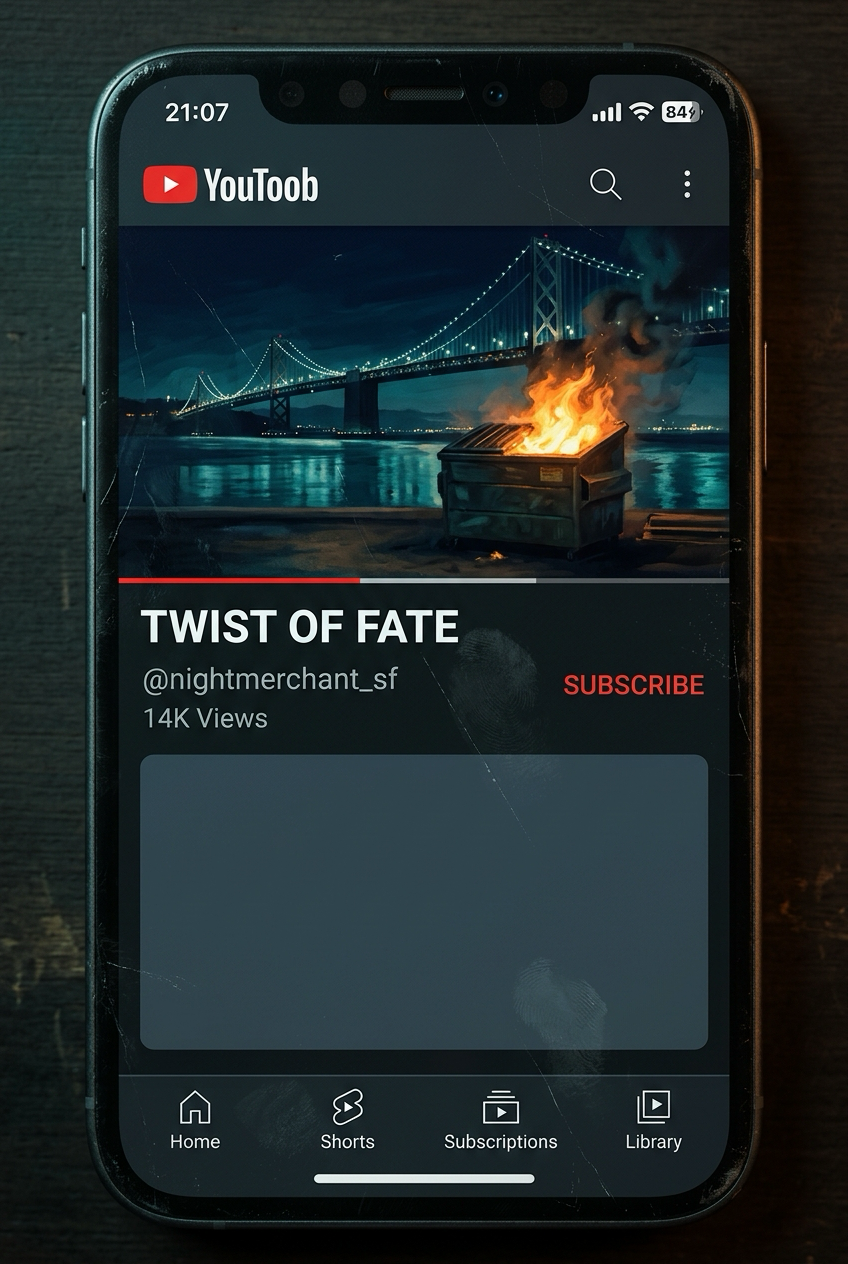 21:07
84
YouToob
TWIST OF FATE
@nightmerchant_sf
SUBSCRIBE
14K Views
Home
Shorts
Subscriptions
Library